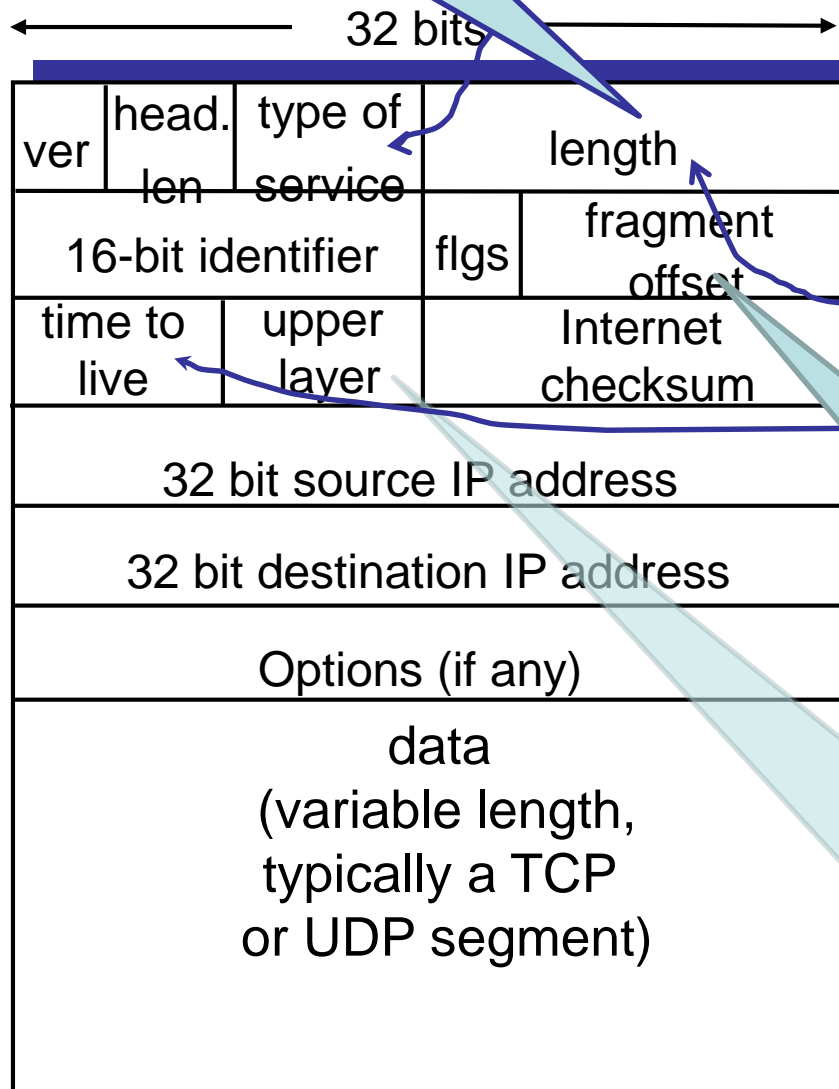 32 bits
ver
head.
len
type of
service
length
16-bit identifier
flgs
fragment
offset
time to
live
upper
layer
Internet
checksum
32 bit source IP address
32 bit destination IP address
Options (if any)
data
(variable length,
typically a TCP
or UDP segment)